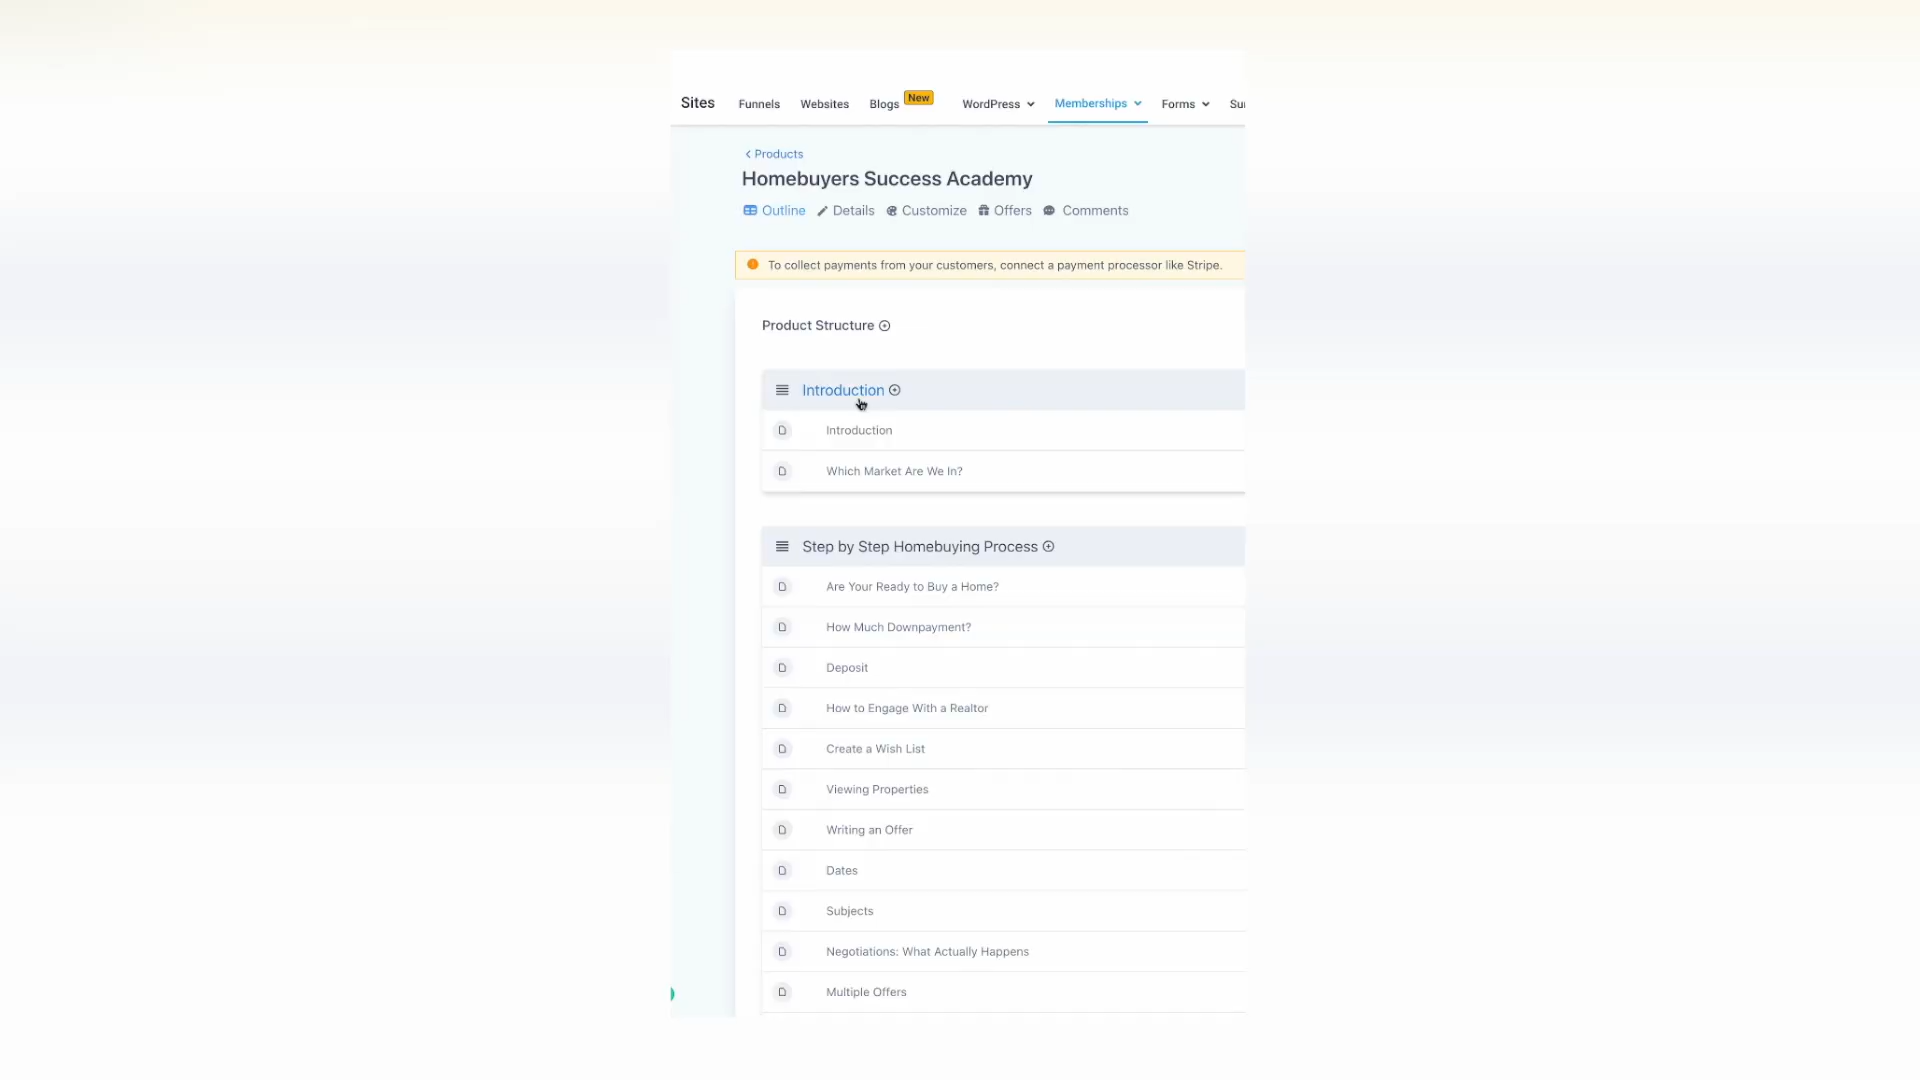 Sites Funnels Websites Blogs New WordPress Memberships Forms
< Products
Homebuyers Success Academy
Outline Details Customize Offers Comments
To collect payments from your customers, connect a payment processor like Stripe.
Product Structure
Introduction
Introduction
Which Market Are We In?
Step by Step Homebuying Process
Are Your Ready to Buy a Home?
How Much Downpayment?
Deposit
How to Engage With a Realtor
Create a Wish List
Viewing Properties
Writing an Offer
Dates
Subjects
Negotiations: What Actually Happens
Multiple Offers